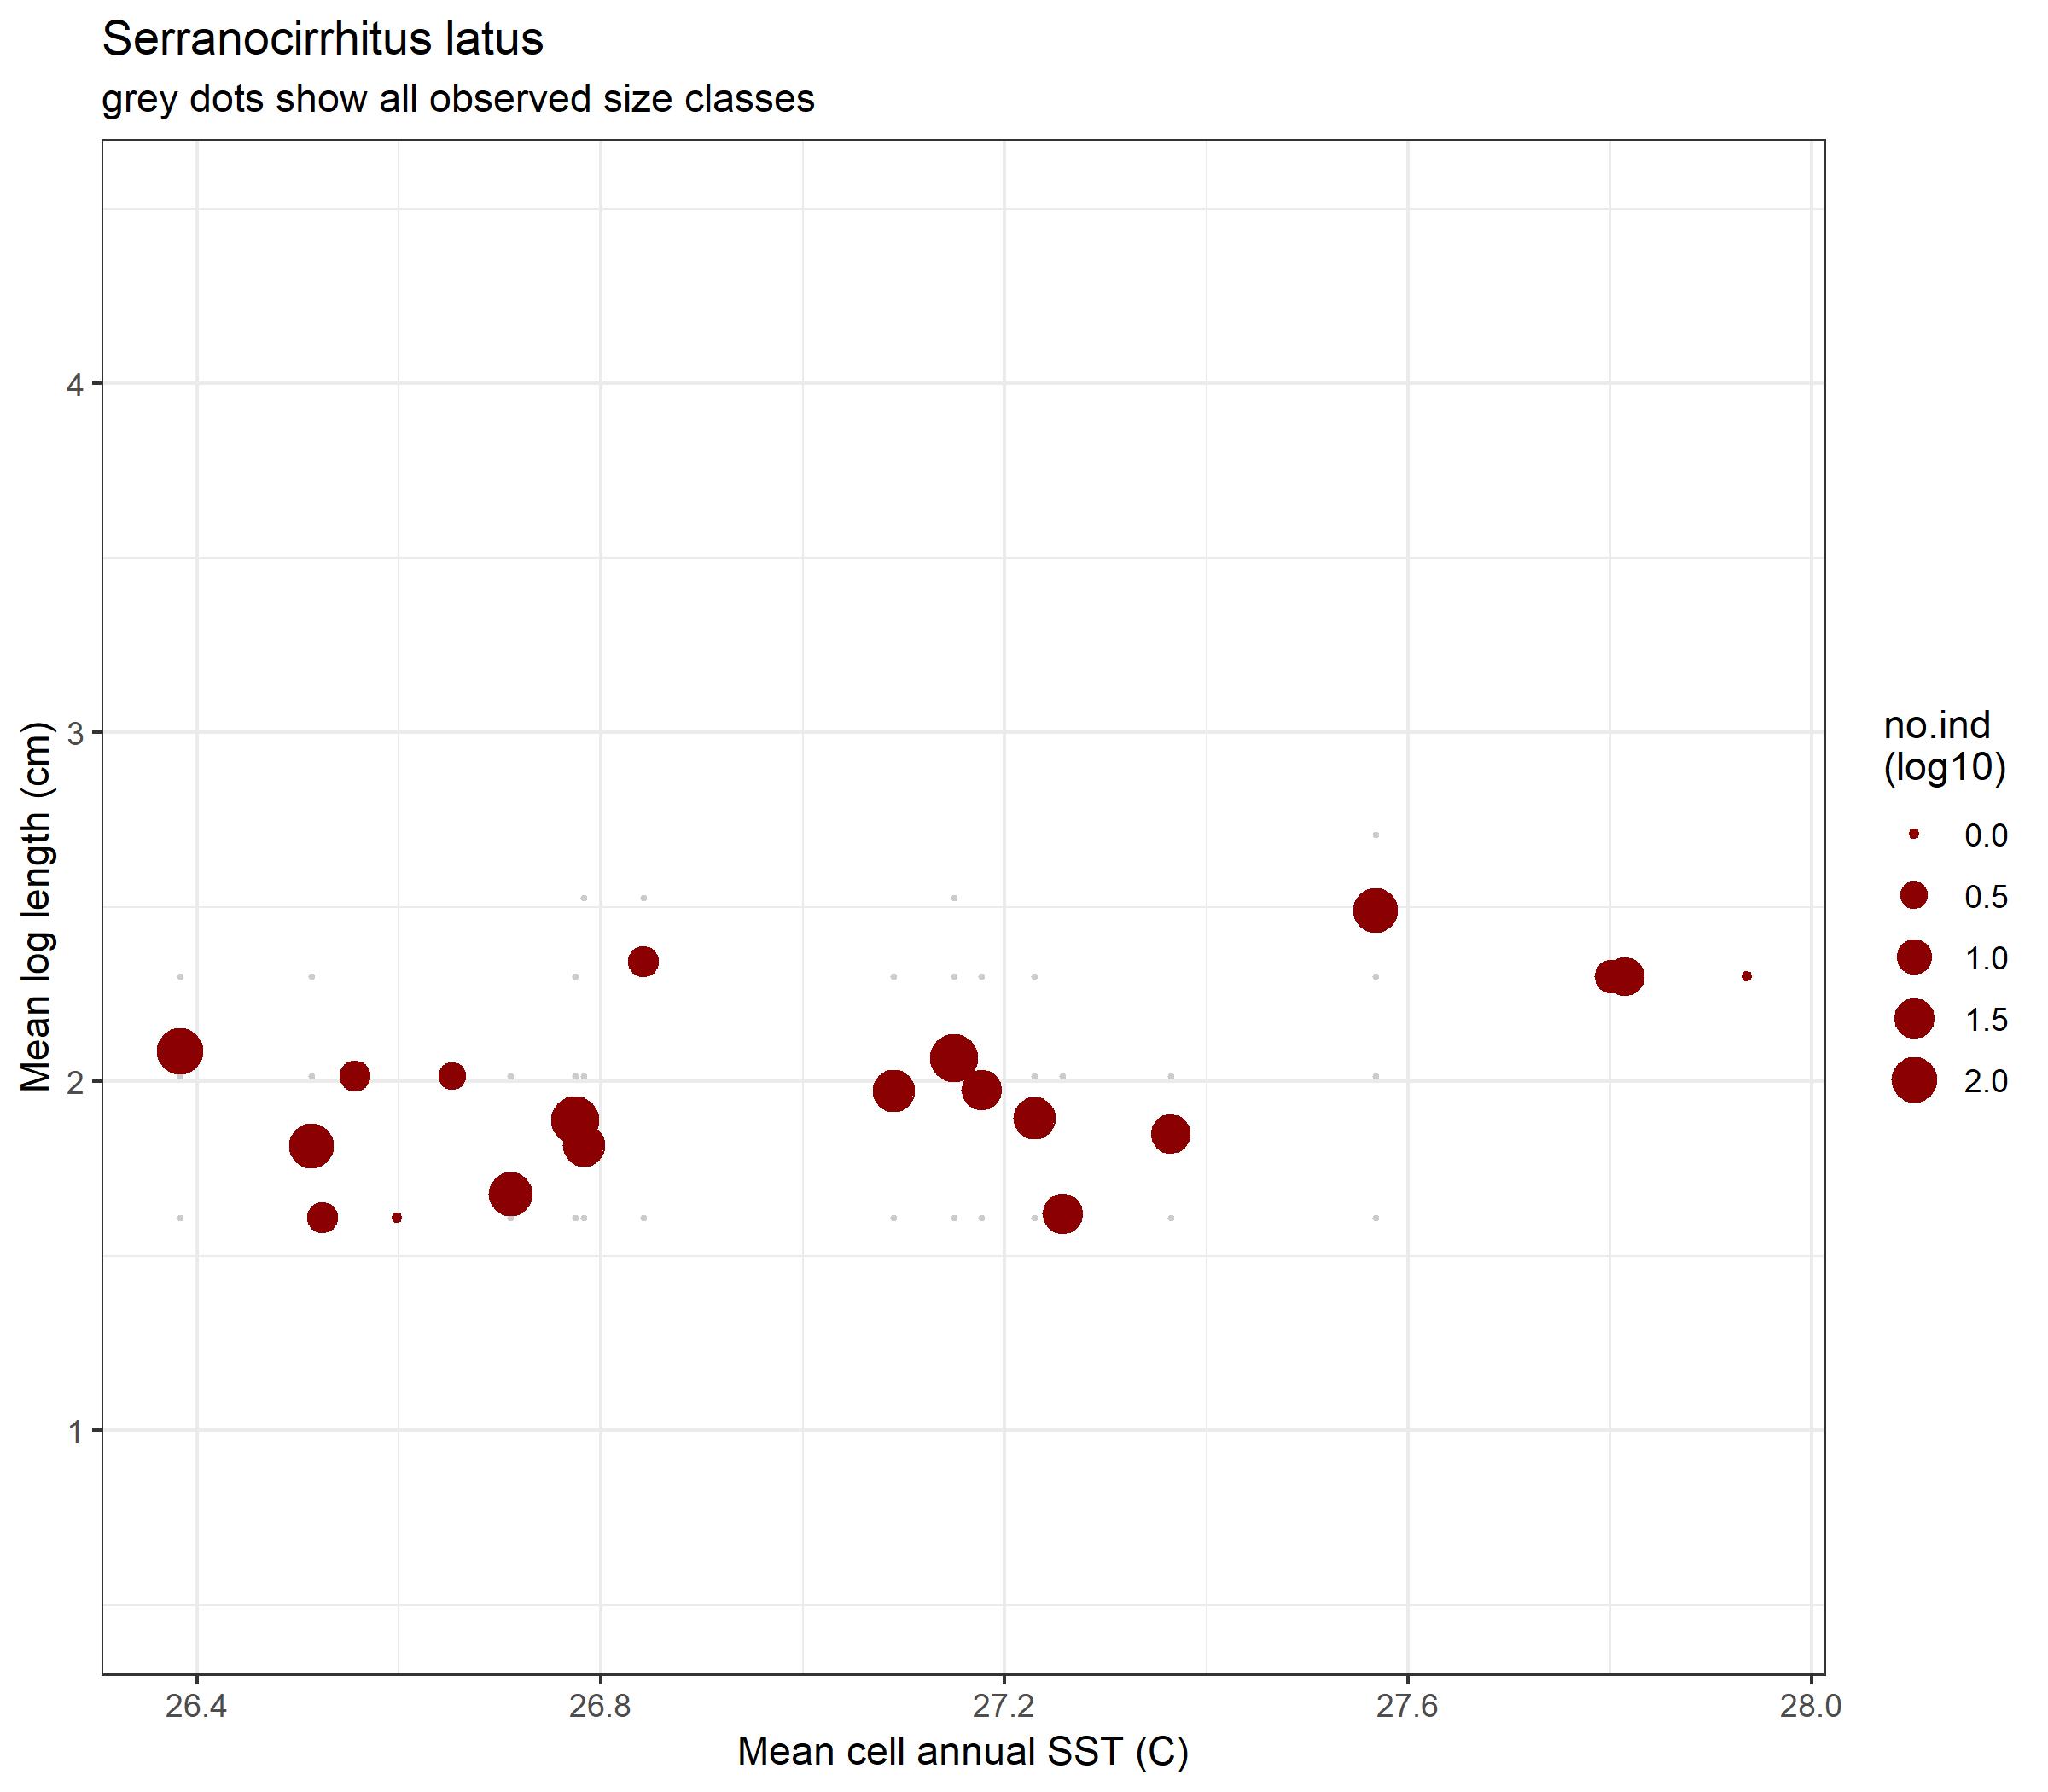 Serranocirrhitus latus
grey dots show all observed size classes
Mean log length (cm)
4
3
2
1
26.4
26.8
27.2
27.6
28.0
Mean cell annual SST (C)
no.ind
(log10)
0.0
0.5
1.0
1.5
2.0